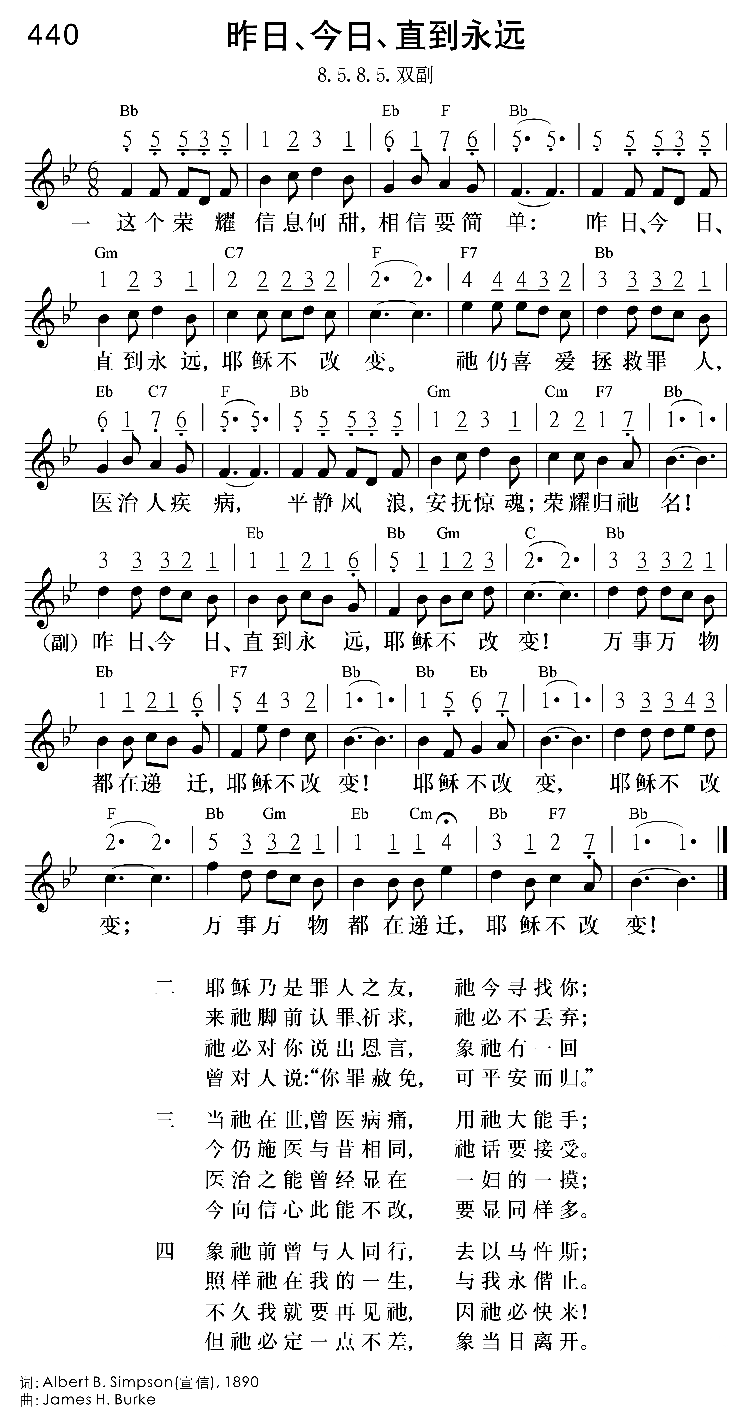 440 昨日、今日、直到永远
8.5.8.5.双副
Bb Eb F Bb
5 5 5 3 5 | 1 2 3 1 | 6 1 7 6 | 5· 5· | 5 5 5 3 5 |
6/8
一 这个荣耀信息何甜,相信要简单: 昨日、今日、
Gm C7 F F7 Bb
1 2 3 1 | 2 2 2 3 2 | 2· 2· | 4 4 4 3 2 | 3 3 3 2 1 |
直到永远,耶稣不改变。 祂仍喜爱拯救罪人,
Eb C7 F Bb Gm Cm F7 Bb
6 1 7 6 | 5· 5· | 5 5 5 3 5 | 1 2 3 1 | 2 2 1 7 | 1· 1· |
医治人疾病, 平静风浪,安抚惊魂;荣耀归祂名!
Eb Bb Gm C Bb
3 3 3 2 1 | 1 1 2 1 6 | 5 1 1 2 3 | 2· 2· | 3 3 3 2 1 |
(副) 昨日、今日、直到永远,耶稣不改变! 万事万物
Eb F7 Bb Bb Eb Bb
1 1 2 1 6 | 5 4 3 2 | 1· 1· | 1 5 6 7 | 1· 1· | 3 3 3 4 3 |
都在递迁,耶稣不改变! 耶稣不改变, 耶稣不改
F Bb Gm Eb Cm Bb F7 Bb
2· 2· | 5 3 3 2 1 | 1 1 1 4 | 3 1 2 7 | 1· 1· ‖
变; 万事万物都在递迁,耶稣不改变!
二 耶稣乃是罪人之友, 祂今寻找你;
来祂脚前认罪、祈求, 祂必不丢弃;
祂必对你说出恩言, 象祂有一回
曾对人说:“你罪赦免, 可平安而归。”
三 当祂在世,曾医病痛, 用祂大能手;
今仍施医与昔相同, 祂话要接受。
医治之能曾经显在 一妇的一摸;
今向信心此能不改, 要显同样多。
四 象祂前曾与人同行, 去以马忤斯;
照样祂在我的一生, 与我永偕止。
不久我就要再见祂, 因祂必快来!
但祂必定一点不差, 象当日离开。
词: Albert B. Simpson(宣信), 1890
曲: James H. Burke